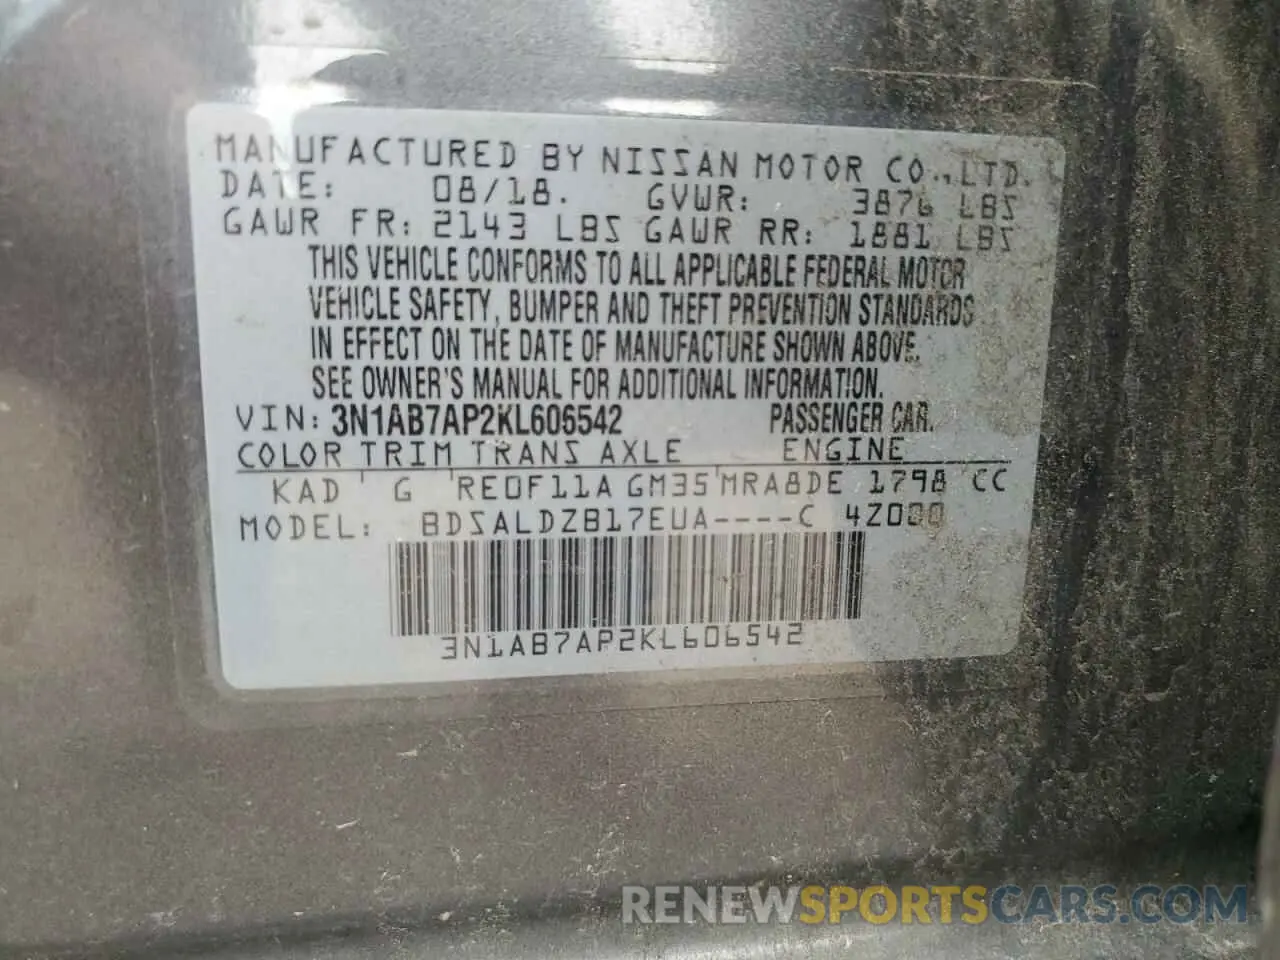 MANUFACTURED BY NISSAN MOTOR CO., LTD.
DATE: 08/18. GVWR: 3876 LBS
GAWR FR: 2143 LBS GAWR RR: 1881 LBS
THIS VEHICLE CONFORMS TO ALL APPLICABLE FEDERAL MOTOR
VEHICLE SAFETY, BUMPER AND THEFT PREVENTION STANDARDS
IN EFFECT ON THE DATE OF MANUFACTURE SHOWN ABOVE.
SEE OWNER'S MANUAL FOR ADDITIONAL INFORMATION.
VIN: 3N1AB7AP2KL606542 PASSENGER CAR.
COLOR TRIM TRANS AXLE ENGINE
KAD G RE0F11A GM35 MRA8DE 1798 CC
MODEL: BDSALDZB17EUA----C 4Z000
3N1AB7AP2KL606542
RENEWSPORTSCARS.COM